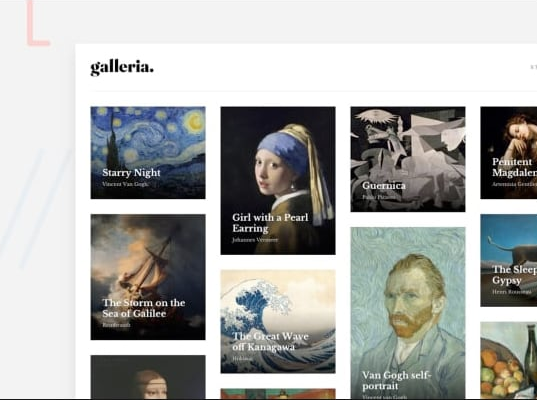 galleria.
Starry Night
Vincent Van Gogh
The Storm on the
Sea of Galilee
Rembrandt
Girl with a Pearl
Earring
Johannes Vermeer
The Great Wave
off Kanagawa
Hokusai
Guernica
Pablo Picasso
Van Gogh self-
portrait
Vincent van Gogh
Penitent
Magdalen
Artemisia Gentil
The Sleep
Gypsy
Henri Rousseau